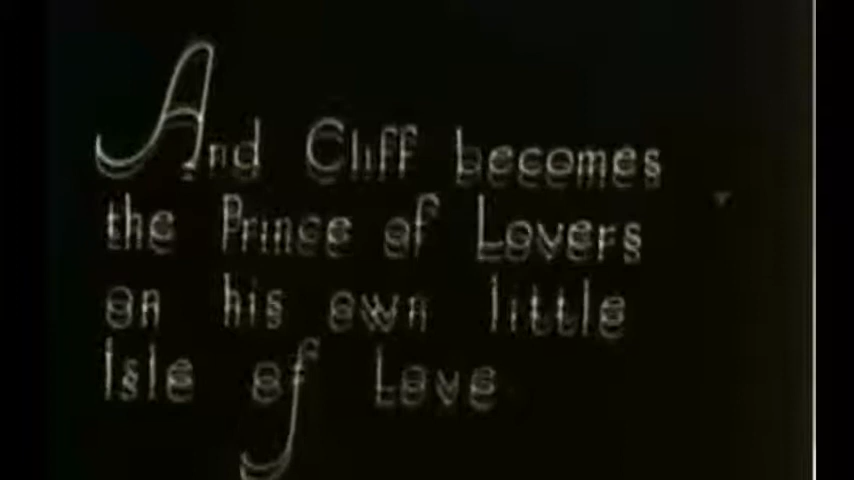 And Cliff becomes
the Prince of Lovers
on his own little
Isle of Love